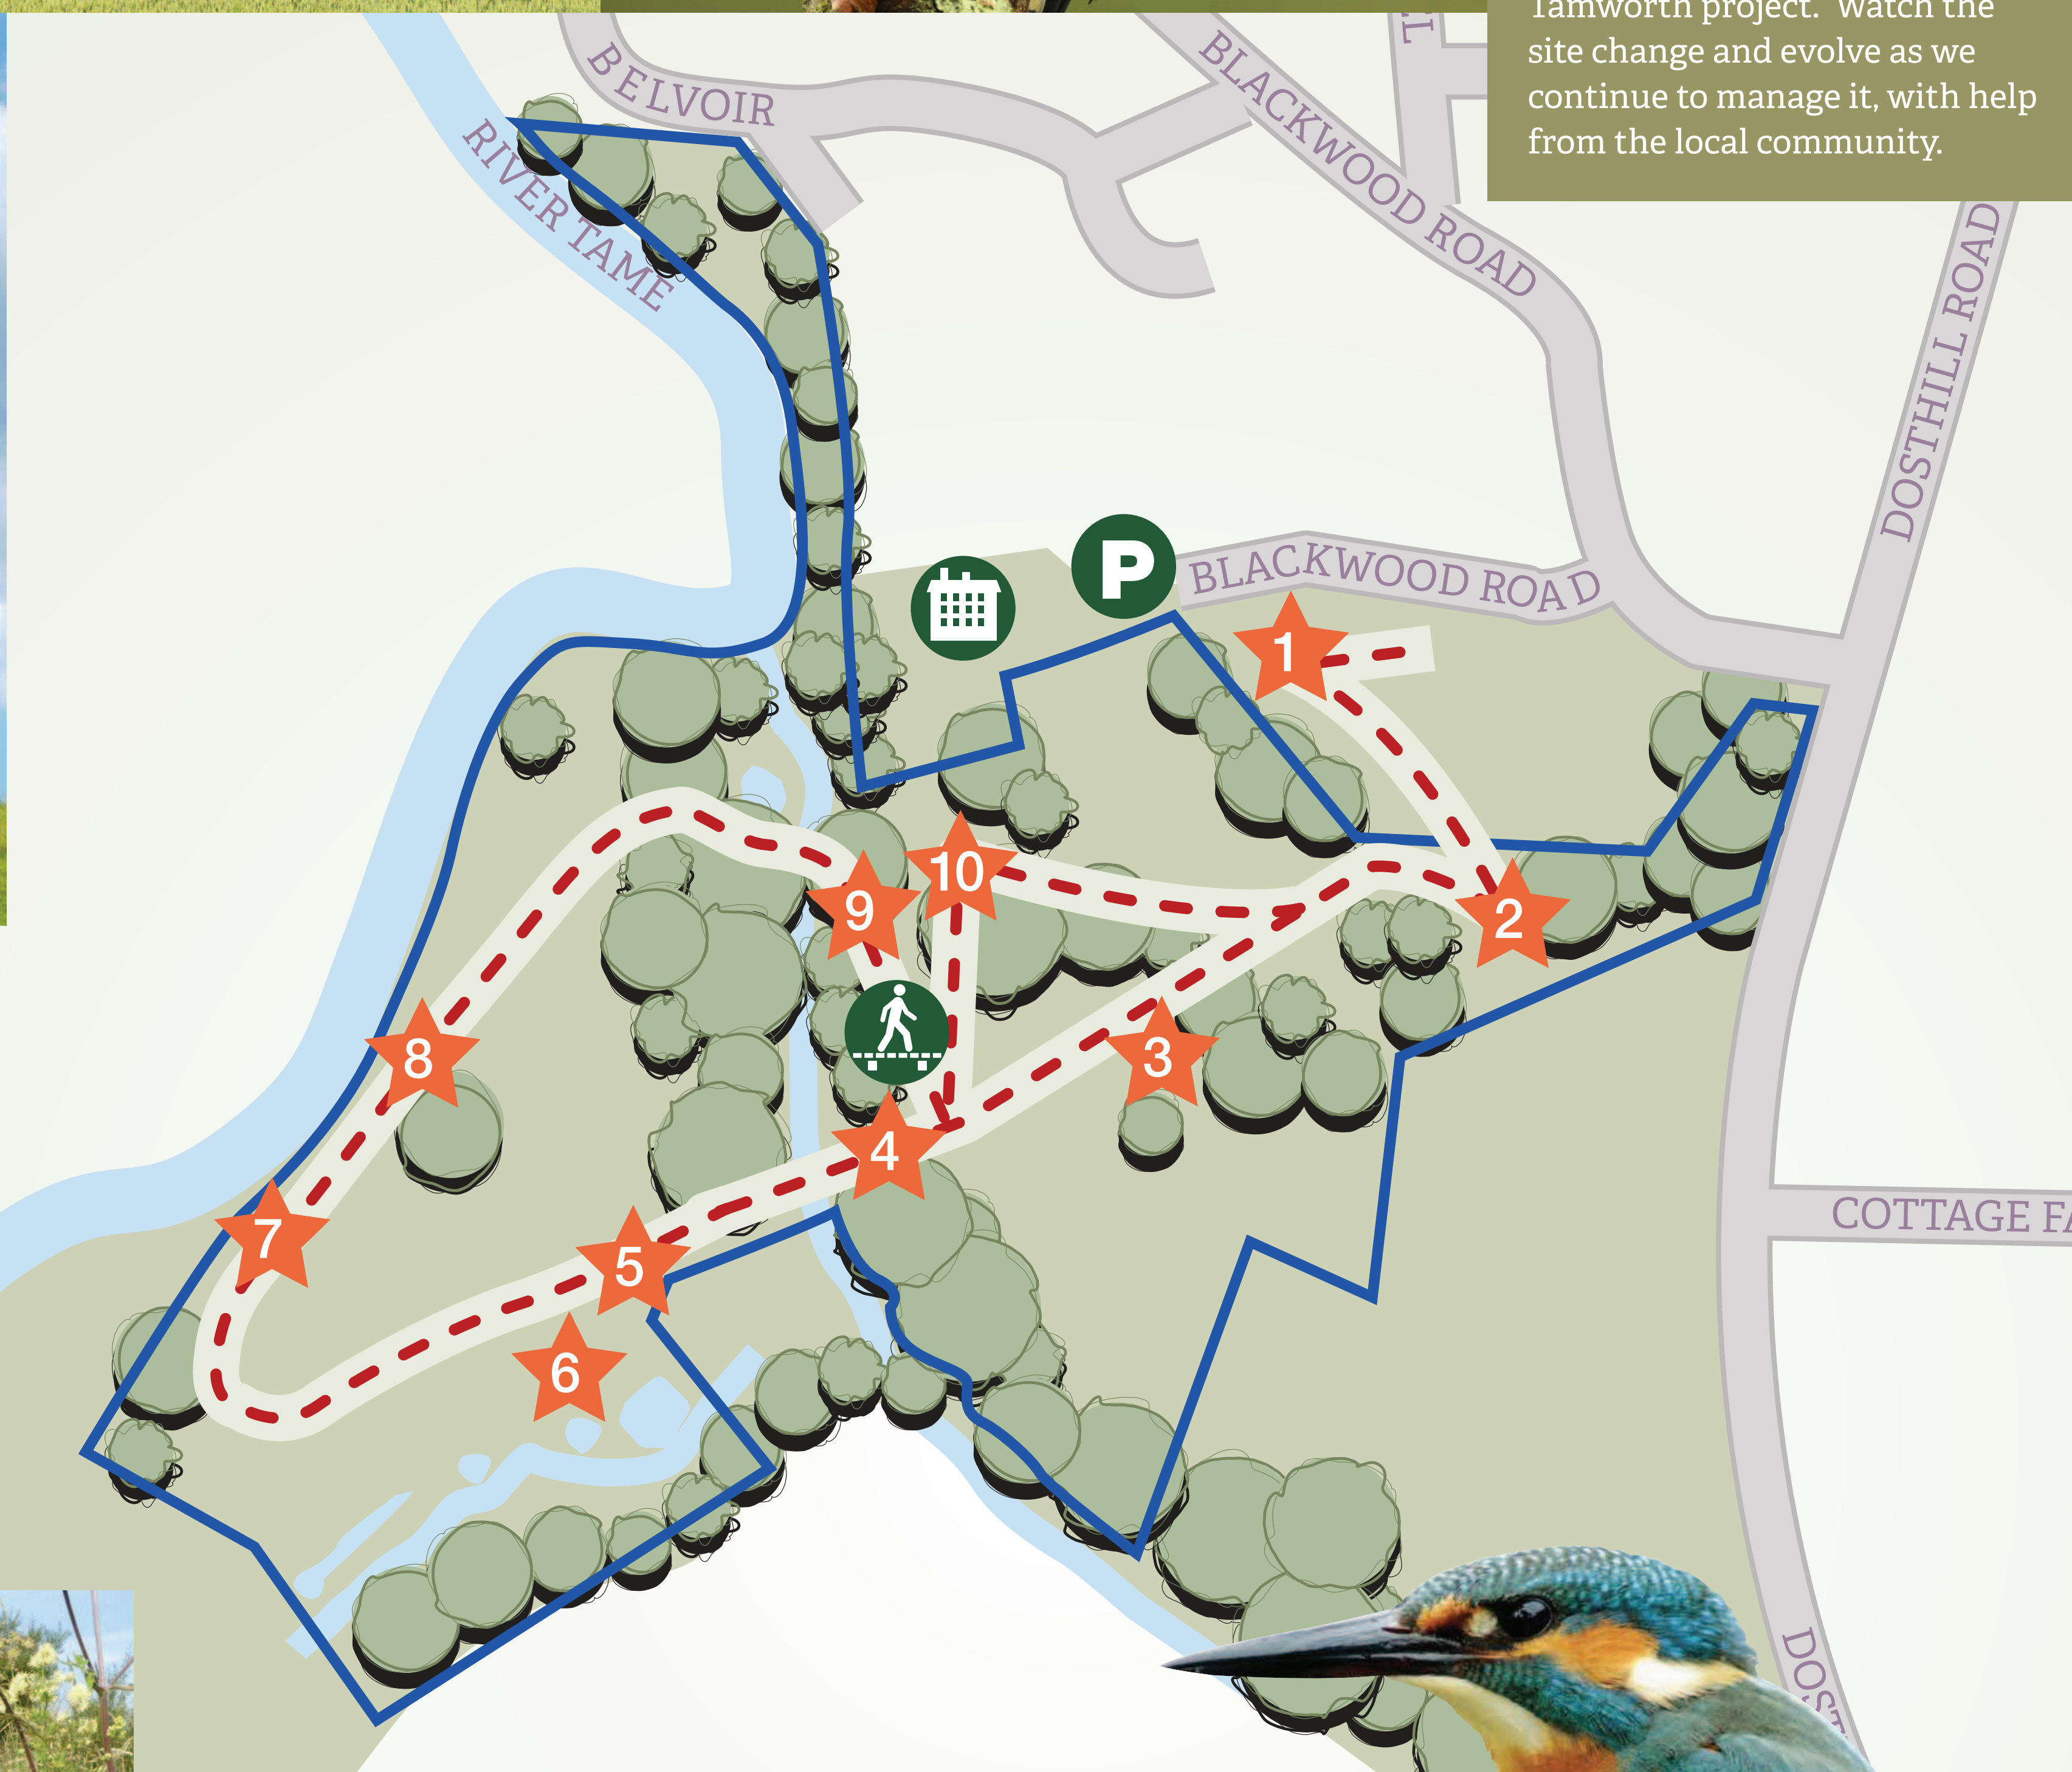 Tamworth project. Watch the
site change and evolve as we
continue to manage it, with help
from the local community.
BELVOIR
BLACKWOOD ROAD
RIVER TAME
DOSTHILL ROAD
P
BLACKWOOD ROAD
1
10
9
2
8
3
4
7
5
COTTAGE FA
6
DOST